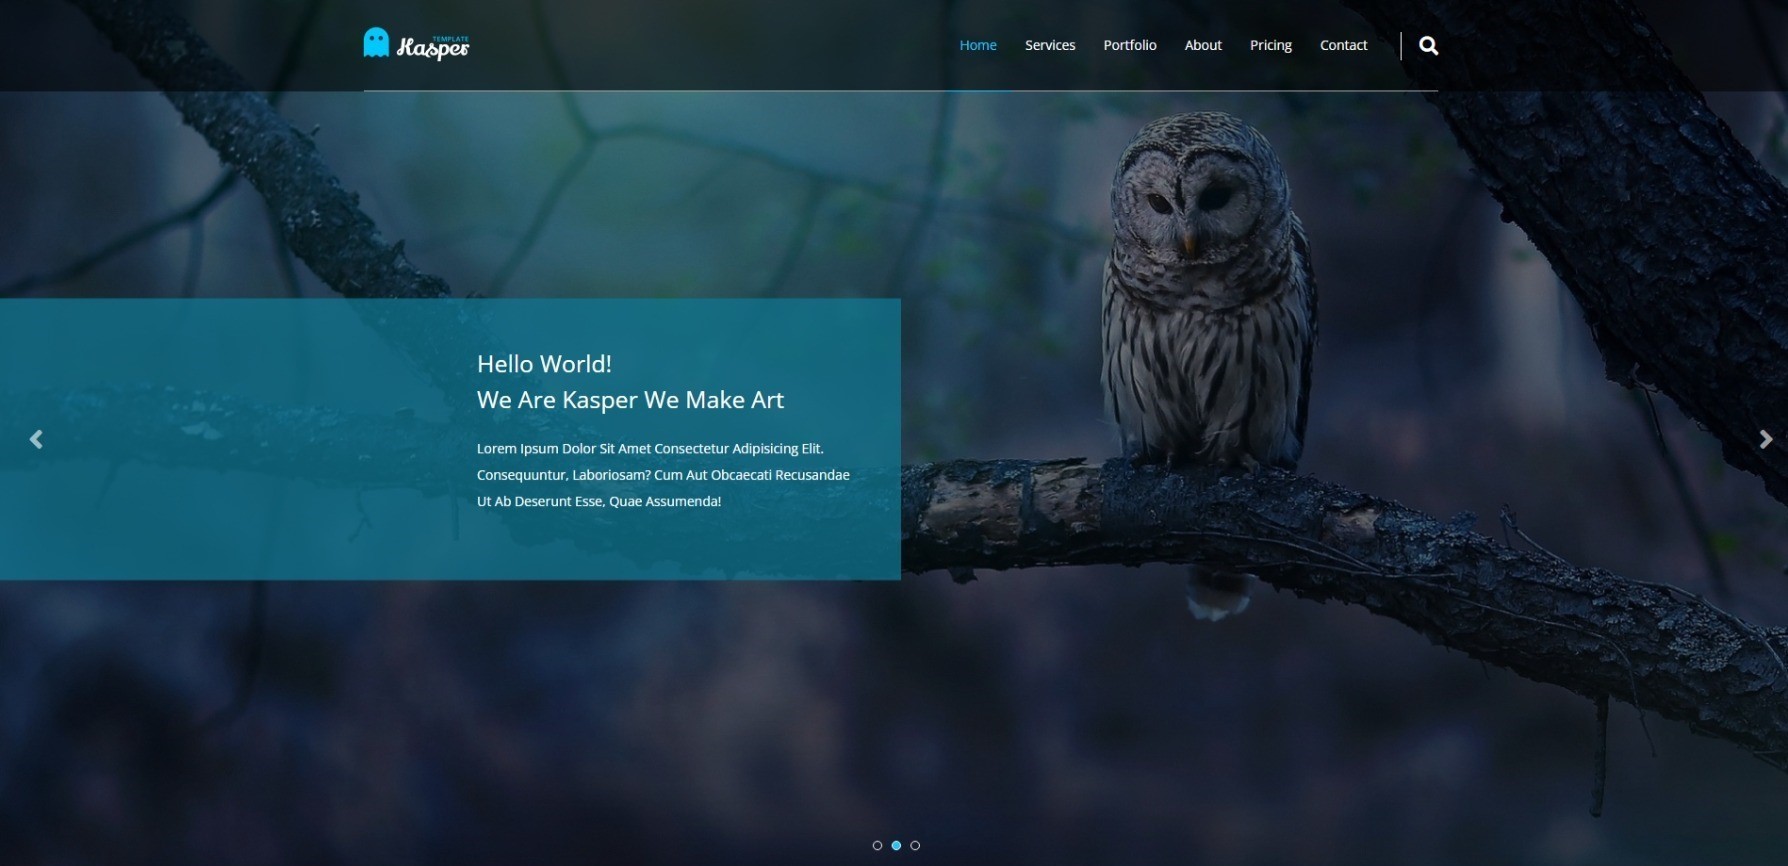 TEMPLATE
Kasper
Home Services Portfolio About Pricing Contact
Hello World!
We Are Kasper We Make Art
Lorem Ipsum Dolor Sit Amet Consectetur Adipisicing Elit.
Consequuntur, Laboriosam? Cum Aut Obcaecati Recusandae
Ut Ab Deserunt Esse, Quae Assumenda!